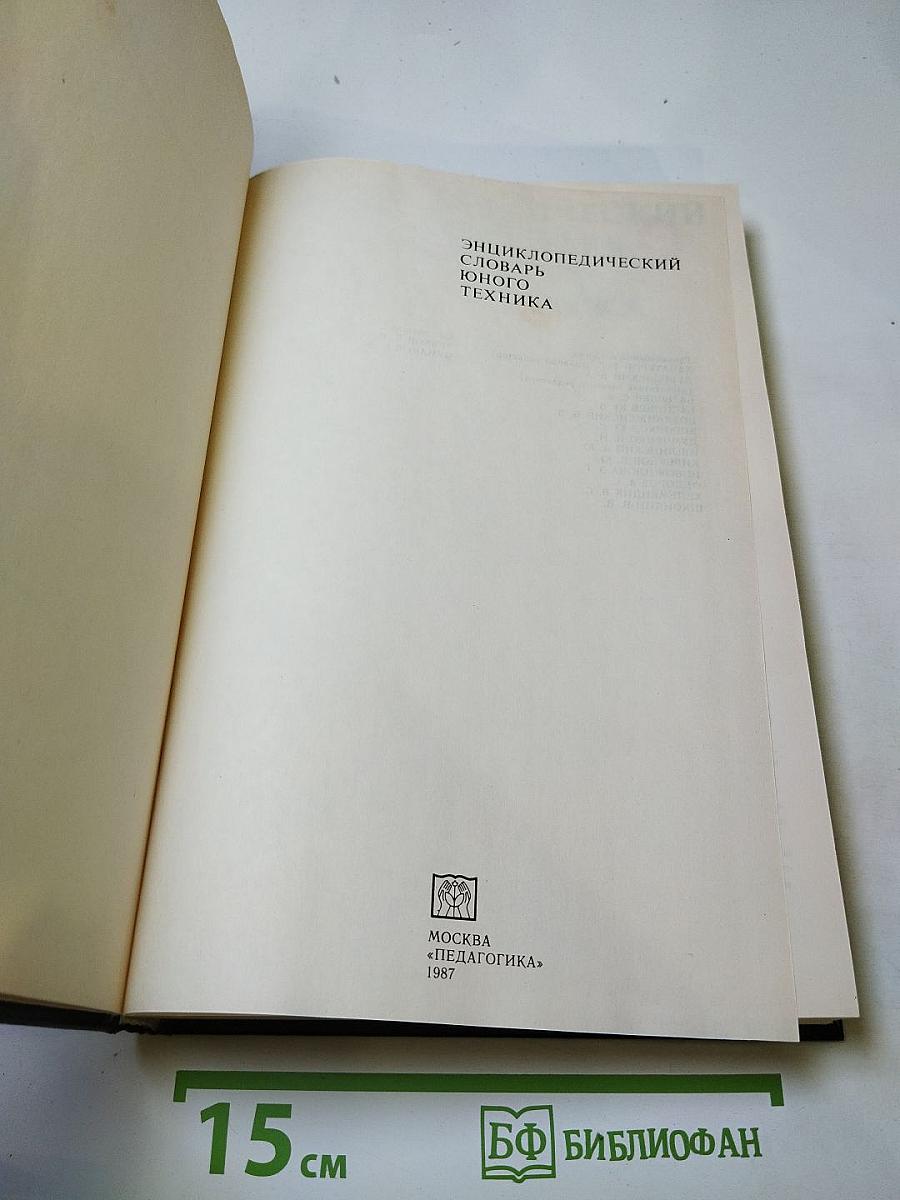 ЭНЦИКЛОПЕДИЧЕСКИЙ
СЛОВАРЬ
ЮНОГО
ТЕХНИКА
МОСКВА
«ПЕДАГОГИКА»
1987
15 см
БФ БИБЛИОФАН